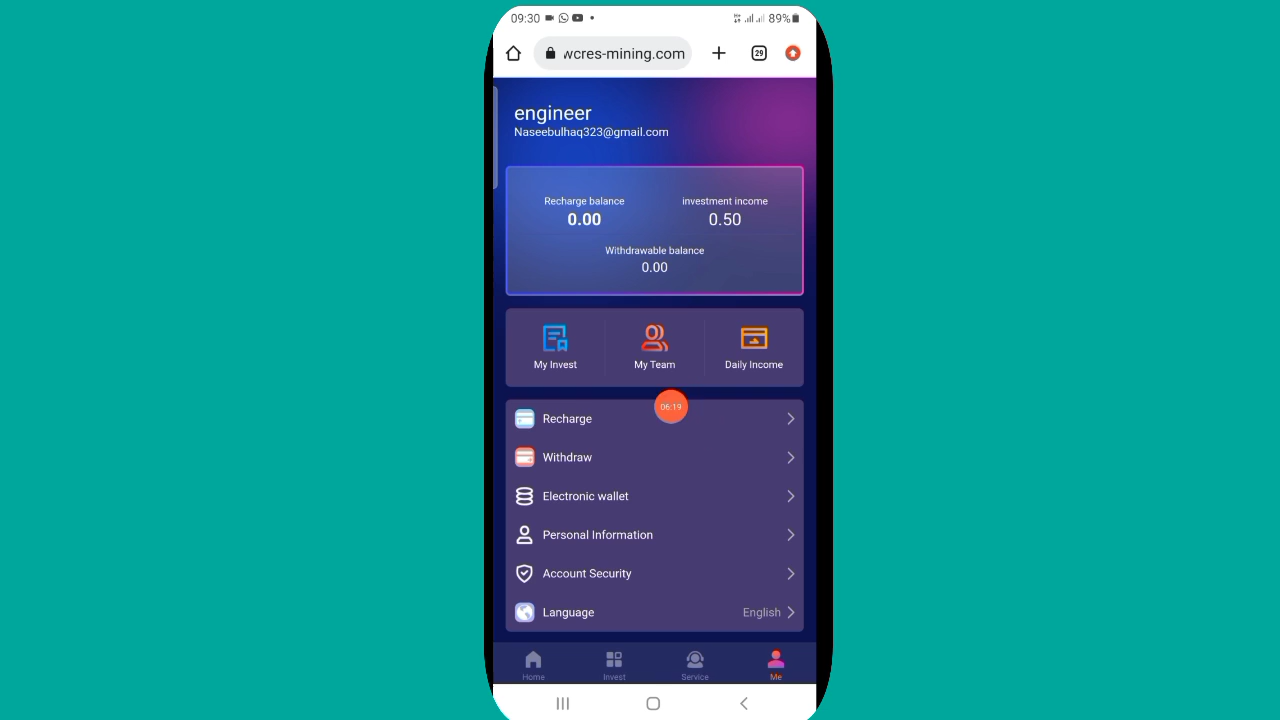 09:30
89%
wcres-mining.com
29
engineer
Naseebulhaq323@gmail.com
Recharge balance
0.00
investment income
0.50
Withdrawable balance
0.00
My Invest
My Team
Daily Income
06:19
Recharge
Withdraw
Electronic wallet
Personal Information
Account Security
Language English
Home
Invest
Service
Me